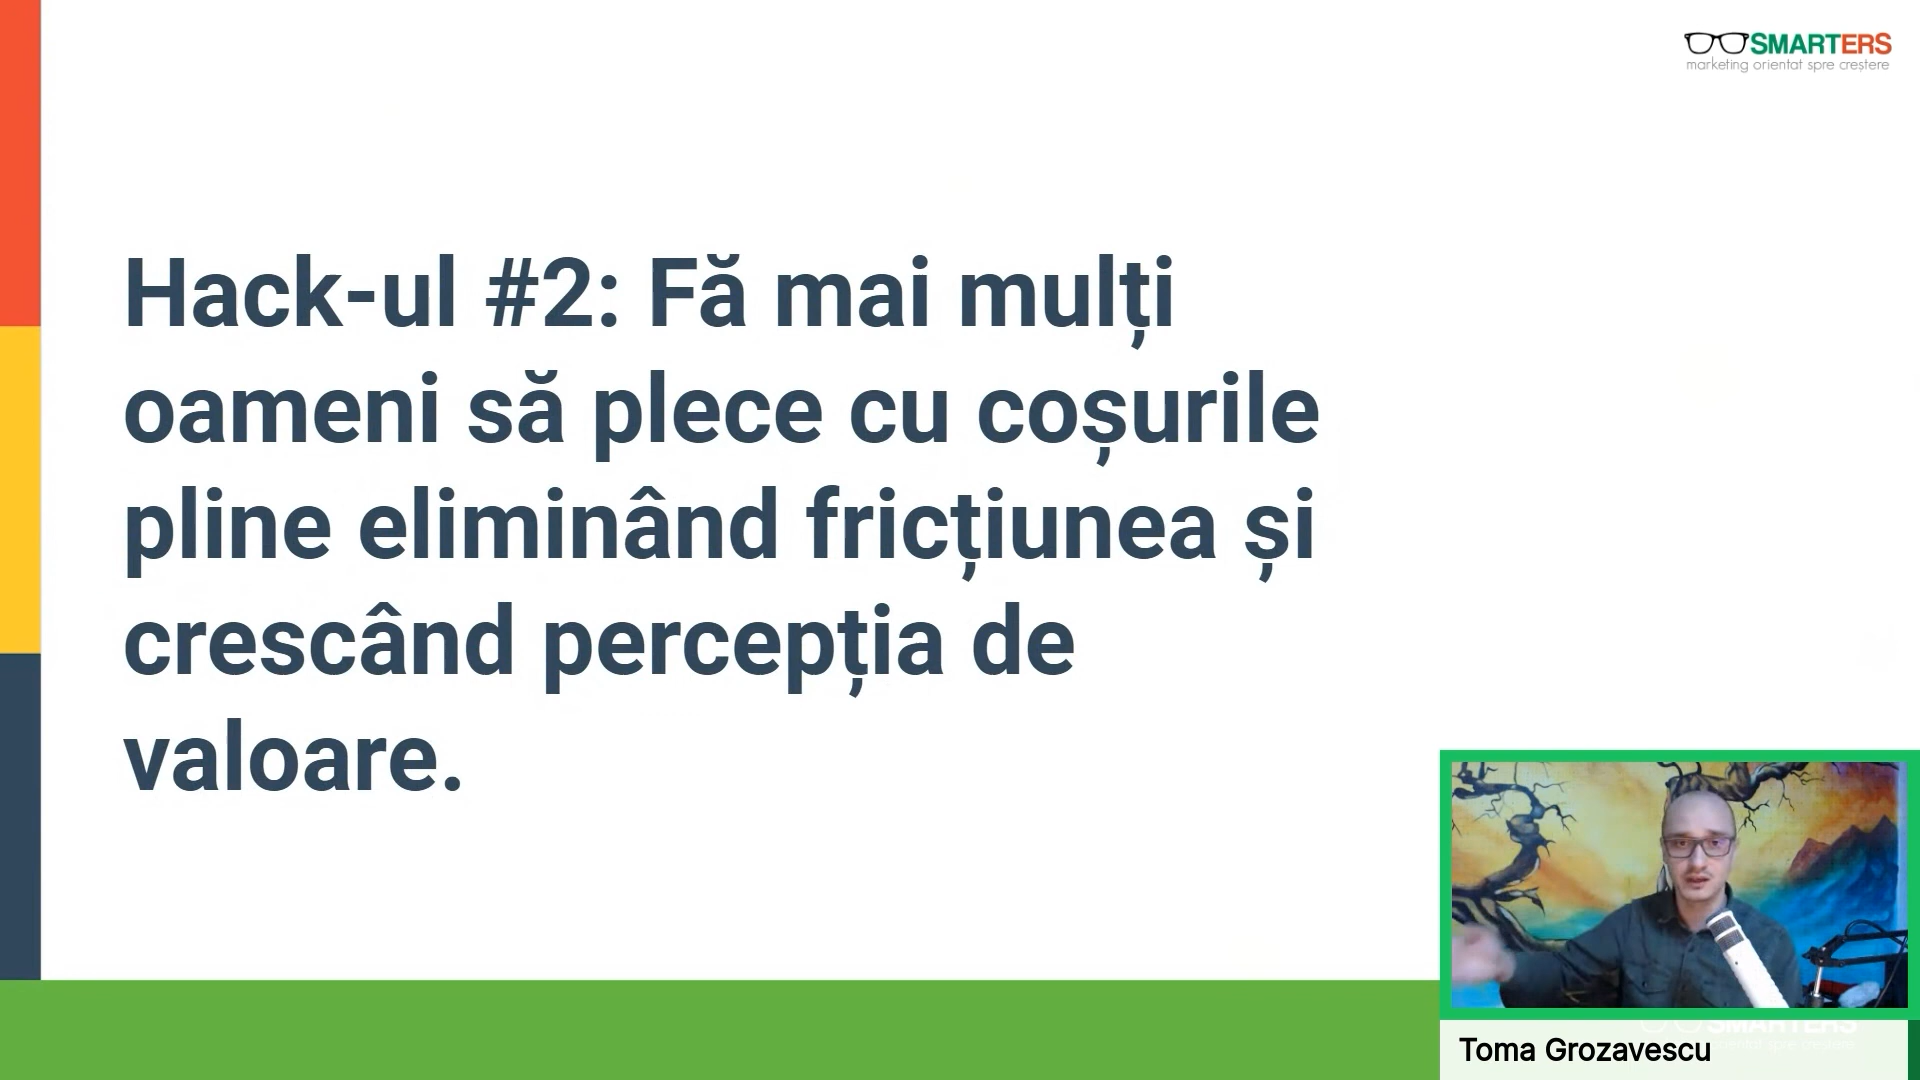 SMARTERS
marketing orientat spre creștere
Hack-ul #2: Fă mai mulți
oameni să plece cu coșurile
pline eliminând fricțiunea și
crescând percepția de
valoare.
SMARTERS
Toma Grozavescu